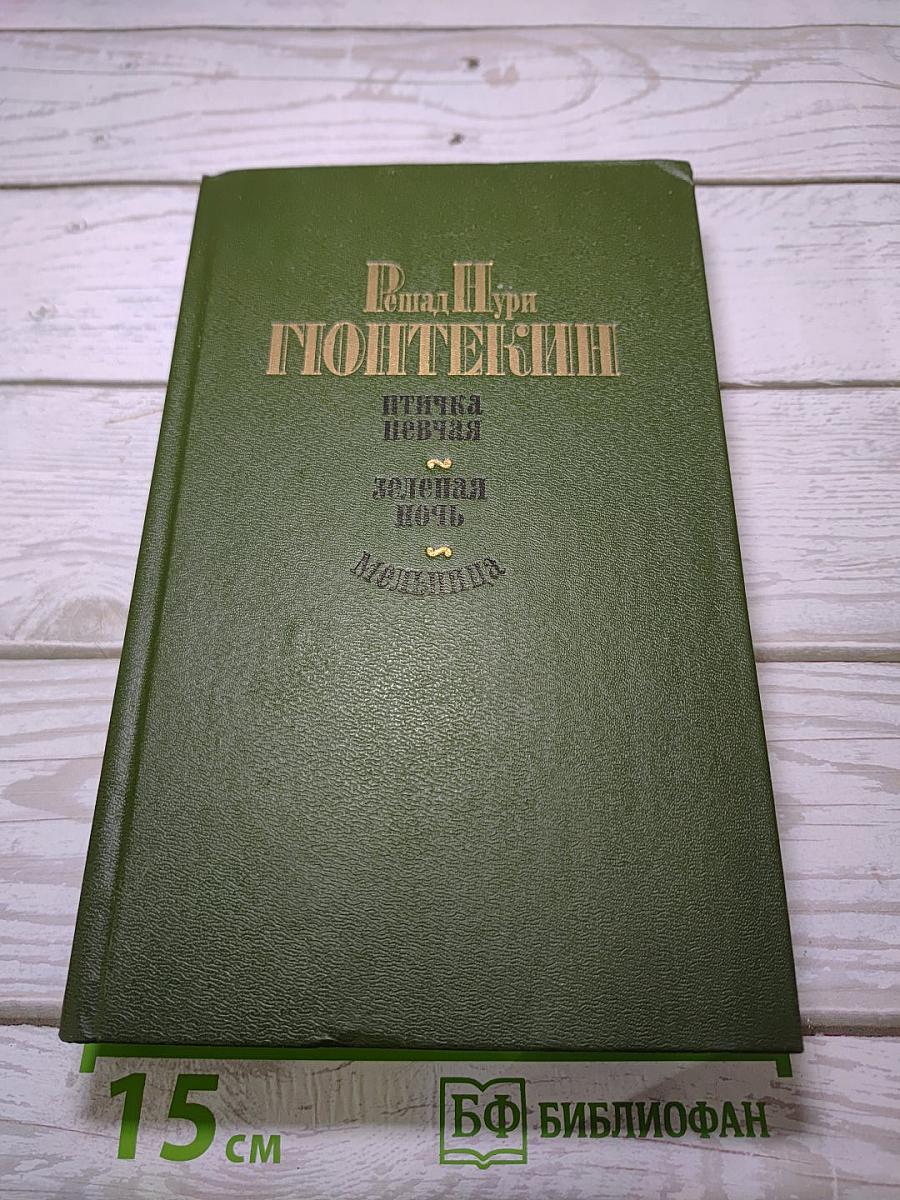 Решад Нури
ГЮНТЕКИН
птичка
певчая
зеленая
ночь
мельница
15 см
БФ БИБЛИОФАН